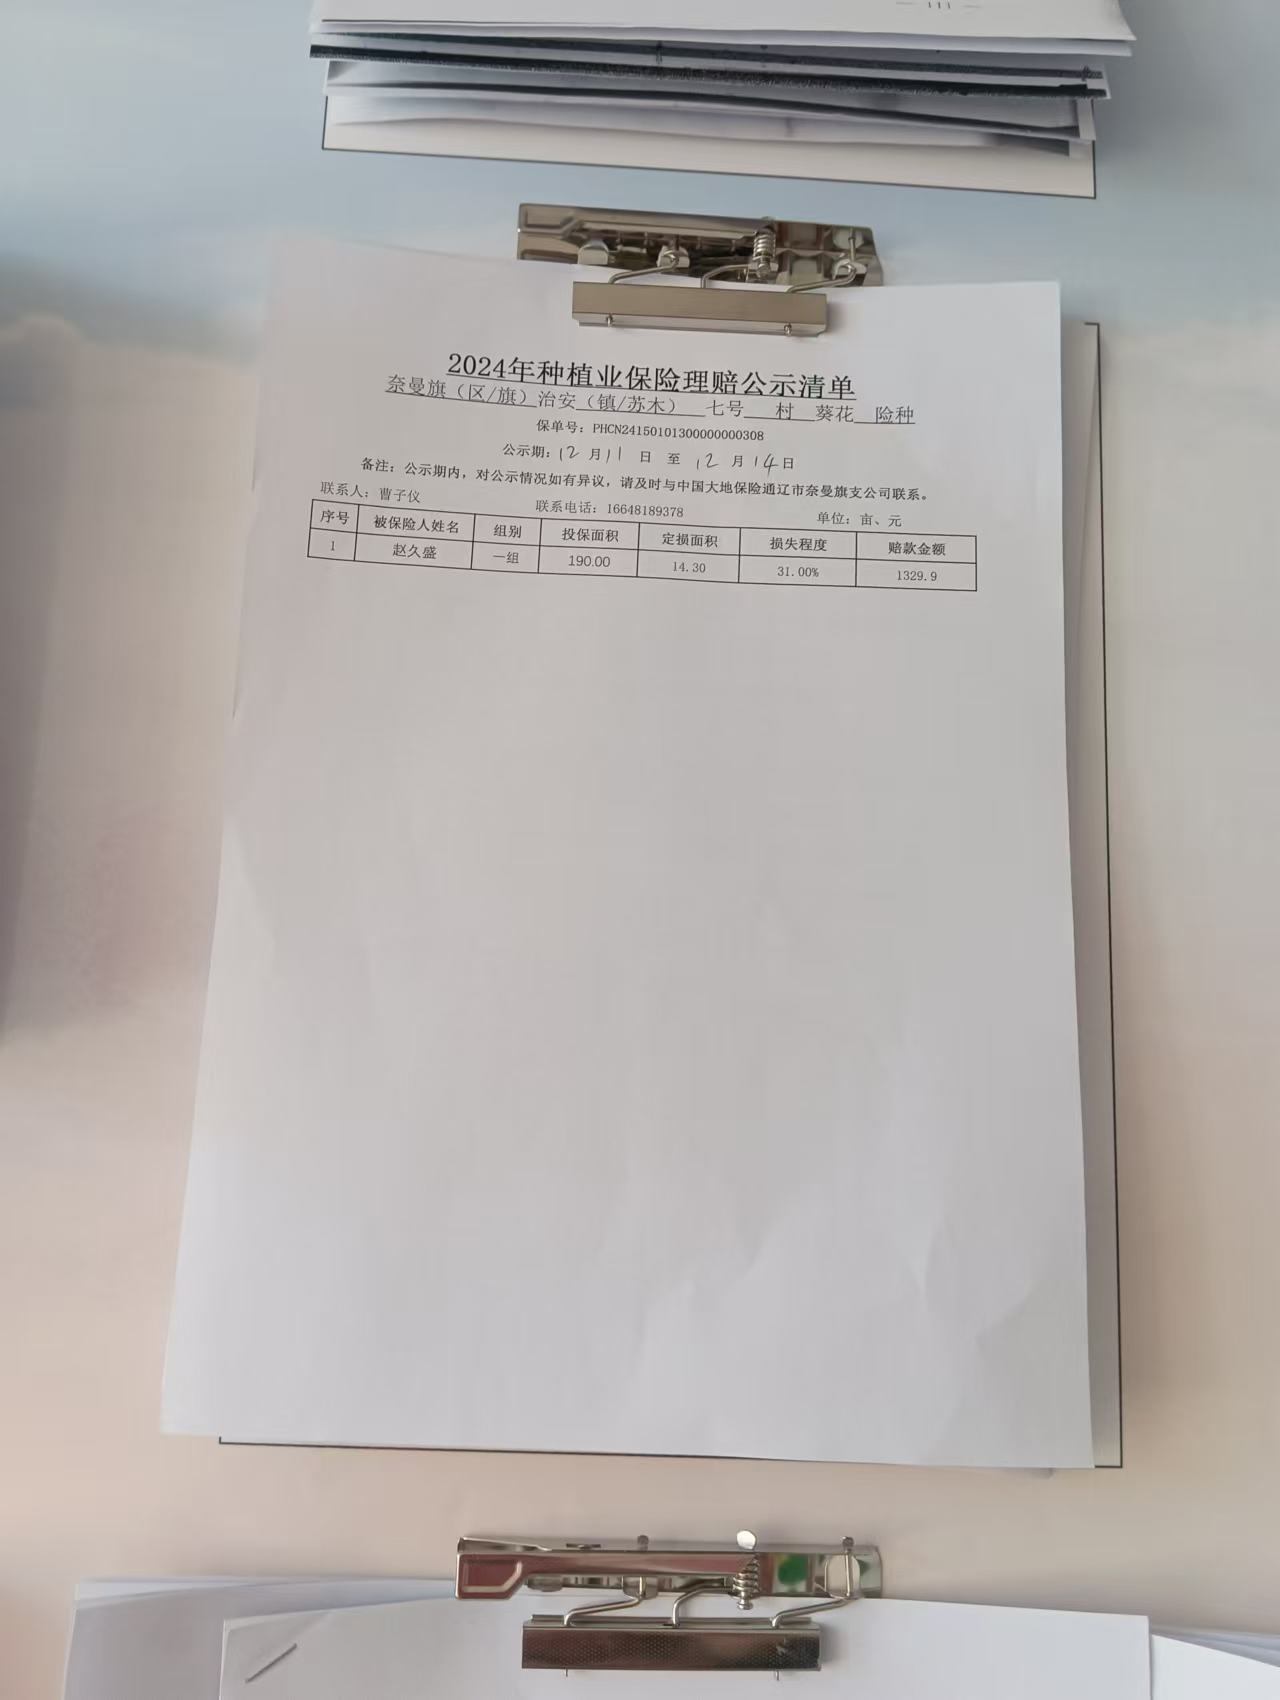 2024年种植业保险理赔公示清单
奈曼旗（区/旗）治安（镇/苏木） 七号 村 葵花 险种
保单号：PHCN24150101300000000308
公示期：12月11日 至 12月14日
备注：公示期内，对公示情况如有异议，请及时与中国大地保险通辽市奈曼旗支公司联系。
联系人：曹子仪 联系电话：16648189378 单位：亩、元
序号 被保险人姓名 组别 投保面积 定损面积 损失程度 赔款金额
1 赵久盛 一组 190.00 14.30 31.00% 1329.9